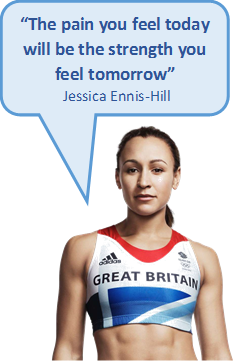 “The pain you feel today
will be the strength you
feel tomorrow”
Jessica Ennis-Hill
adidas
GREAT BRITAIN